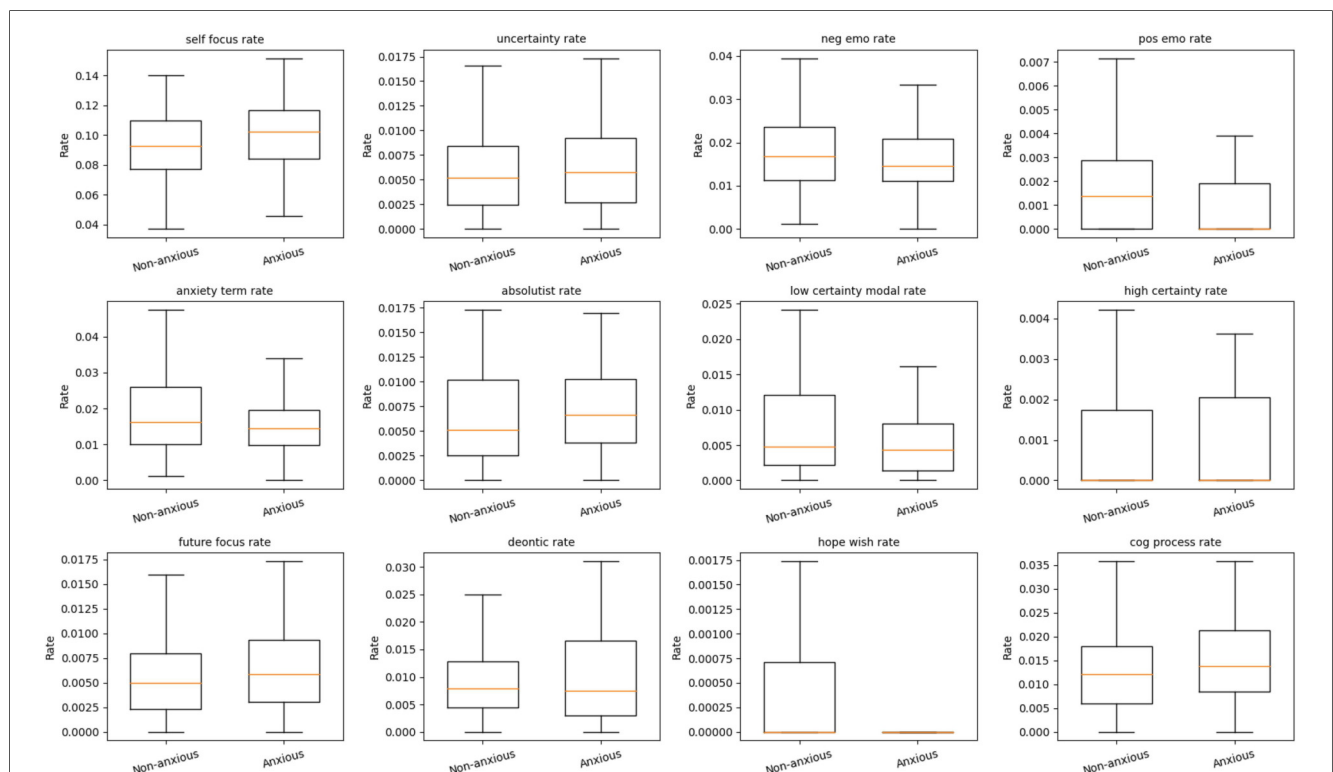 self focus rate
uncertainty rate
neg emo rate
pos emo rate
0.14
0.12
0.10
0.08
0.06
0.04
Rate
Non-anxious
Anxious
0.0175
0.0150
0.0125
0.0100
0.0075
0.0050
0.0025
0.0000
Rate
Non-anxious
Anxious
0.04
0.03
0.02
0.01
0.00
Rate
Non-anxious
Anxious
0.007
0.006
0.005
0.004
0.003
0.002
0.001
0.000
Rate
Non-anxious
Anxious
anxiety term rate
absolutist rate
low certainty modal rate
high certainty rate
0.04
0.03
0.02
0.01
0.00
Rate
Non-anxious
Anxious
0.0175
0.0150
0.0125
0.0100
0.0075
0.0050
0.0025
0.0000
Rate
Non-anxious
Anxious
0.025
0.020
0.015
0.010
0.005
0.000
Rate
Non-anxious
Anxious
0.004
0.003
0.002
0.001
0.000
Rate
Non-anxious
Anxious
future focus rate
deontic rate
hope wish rate
cog process rate
0.0175
0.0150
0.0125
0.0100
0.0075
0.0050
0.0025
0.0000
Rate
Non-anxious
Anxious
0.030
0.025
0.020
0.015
0.010
0.005
0.000
Rate
Non-anxious
Anxious
0.00175
0.00150
0.00125
0.00100
0.00075
0.00050
0.00025
0.00000
Rate
Non-anxious
Anxious
0.035
0.030
0.025
0.020
0.015
0.010
0.005
0.000
Rate
Non-anxious
Anxious